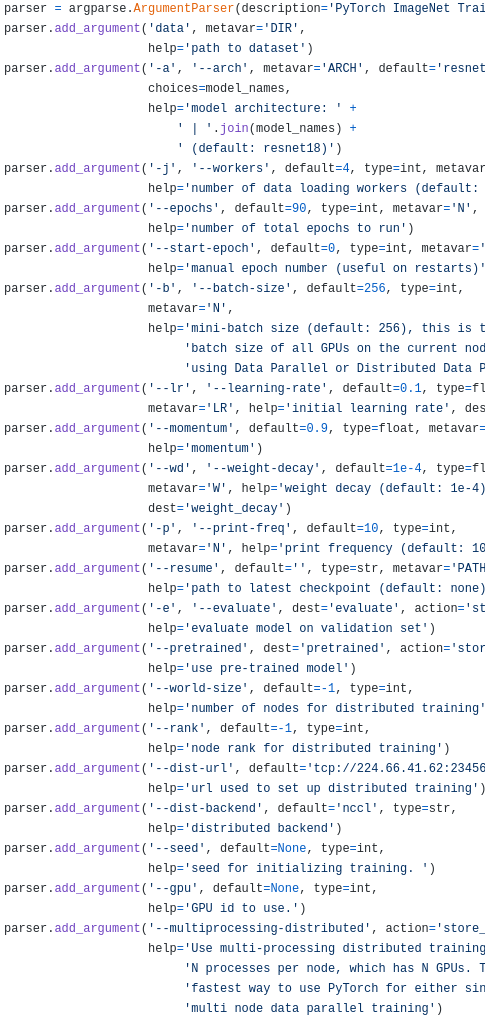 parser = argparse.ArgumentParser(description='PyTorch ImageNet Trai
parser.add_argument('data', metavar='DIR',
help='path to dataset')
parser.add_argument('-a', '--arch', metavar='ARCH', default='resnet
choices=model_names,
help='model architecture: ' +
' | '.join(model_names) +
' (default: resnet18)')
parser.add_argument('-j', '--workers', default=4, type=int, metavar
help='number of data loading workers (default:
parser.add_argument('--epochs', default=90, type=int, metavar='N',
help='number of total epochs to run')
parser.add_argument('--start-epoch', default=0, type=int, metavar='
help='manual epoch number (useful on restarts)'
parser.add_argument('-b', '--batch-size', default=256, type=int,
metavar='N',
help='mini-batch size (default: 256), this is t
'batch size of all GPUs on the current nod
'using Data Parallel or Distributed Data P
parser.add_argument('--lr', '--learning-rate', default=0.1, type=fl
metavar='LR', help='initial learning rate', des
parser.add_argument('--momentum', default=0.9, type=float, metavar=
help='momentum')
parser.add_argument('--wd', '--weight-decay', default=1e-4, type=fl
metavar='W', help='weight decay (default: 1e-4)
dest='weight_decay')
parser.add_argument('-p', '--print-freq', default=10, type=int,
metavar='N', help='print frequency (default: 10
parser.add_argument('--resume', default='', type=str, metavar='PATH
help='path to latest checkpoint (default: none)
parser.add_argument('-e', '--evaluate', dest='evaluate', action='st
help='evaluate model on validation set')
parser.add_argument('--pretrained', dest='pretrained', action='stor
help='use pre-trained model')
parser.add_argument('--world-size', default=-1, type=int,
help='number of nodes for distributed training'
parser.add_argument('--rank', default=-1, type=int,
help='node rank for distributed training')
parser.add_argument('--dist-url', default='tcp://224.66.41.62:23456
help='url used to set up distributed training')
parser.add_argument('--dist-backend', default='nccl', type=str,
help='distributed backend')
parser.add_argument('--seed', default=None, type=int,
help='seed for initializing training. ')
parser.add_argument('--gpu', default=None, type=int,
help='GPU id to use.')
parser.add_argument('--multiprocessing-distributed', action='store_
help='Use multi-processing distributed training
'N processes per node, which has N GPUs. T
'fastest way to use PyTorch for either sin
'multi node data parallel training')